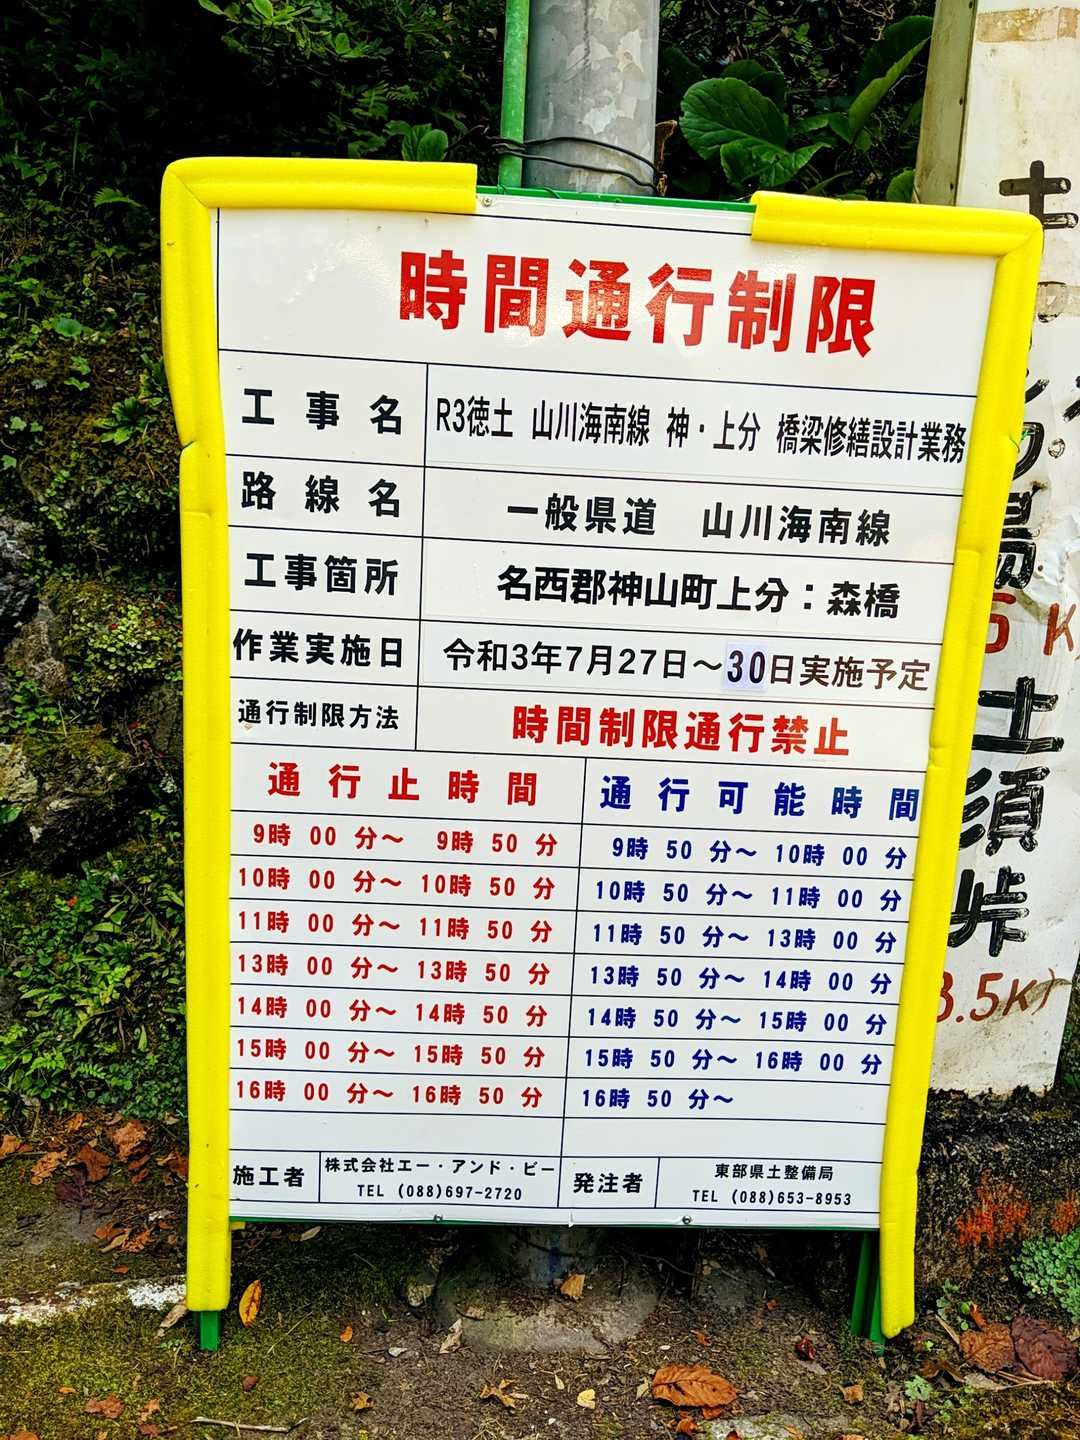 時間通行制限
工事名 R3徳土 山川海南線 神・上分 橋梁修繕設計業務
路線名 一般県道 山川海南線
工事箇所 名西郡神山町上分：森橋
作業実施日 令和3年7月27日～30日実施予定
通行制限方法 時間制限通行禁止
通行止時間 通行可能時間
9時 00 分～ 9時 50 分 9時 50 分～ 10時 00 分
10時 00 分～ 10時 50 分 10時 50 分～ 11時 00 分
11時 00 分～ 11時 50 分 11時 50 分～ 13時 00 分
13時 00 分～ 13時 50 分 13時 50 分～ 14時 00 分
14時 00 分～ 14時 50 分 14時 50 分～ 15時 00 分
15時 00 分～ 15時 50 分 15時 50 分～ 16時 00 分
16時 00 分～ 16時 50 分 16時 50 分～
施工者 株式会社エー・アンド・ビー
TEL (088)697-2720
発注者 東部県土整備局
TEL (088)653-8953
土須峠
3.5K)